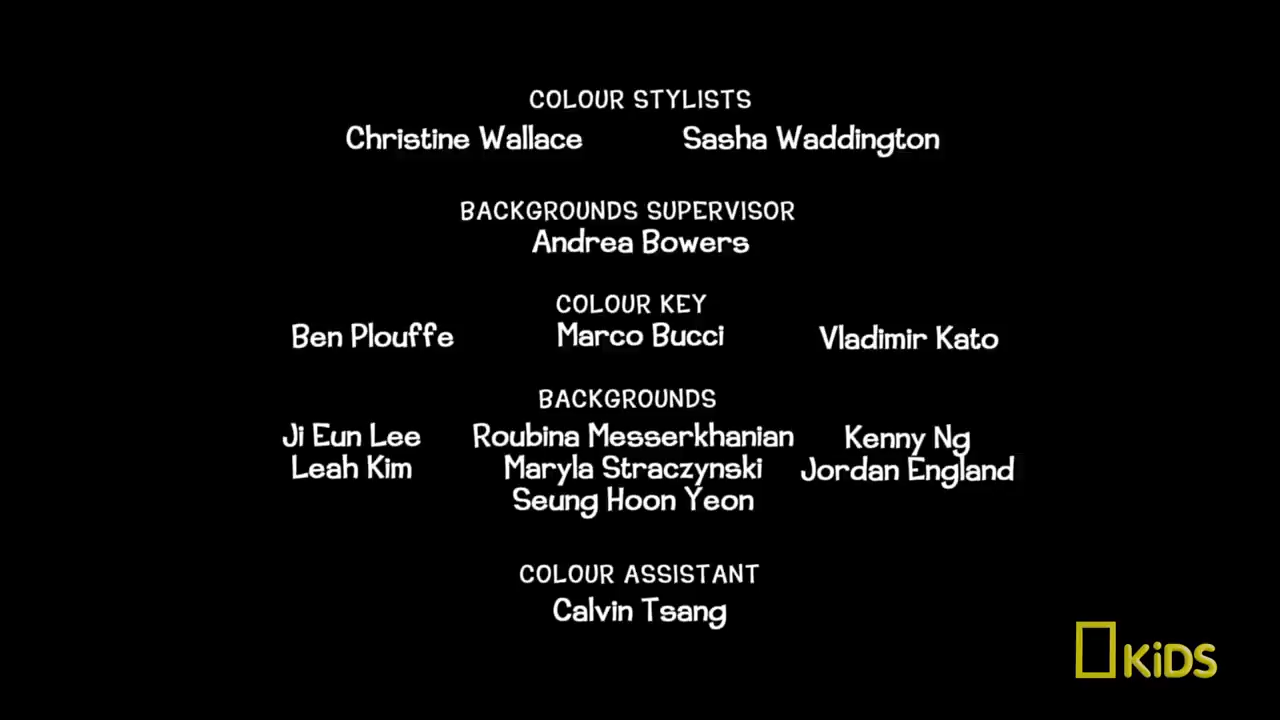 COLOUR STYLISTS
Christine Wallace Sasha Waddington
BACKGROUNDS SUPERVISOR
Andrea Bowers
COLOUR KEY
Ben Plouffe Marco Bucci Vladimir Kato
BACKGROUNDS
Ji Eun Lee Roubina Messerkhanian Kenny Ng
Leah Kim Maryla Straczynski Jordan England
Seung Hoon Yeon
COLOUR ASSISTANT
Calvin Tsang
KiDS